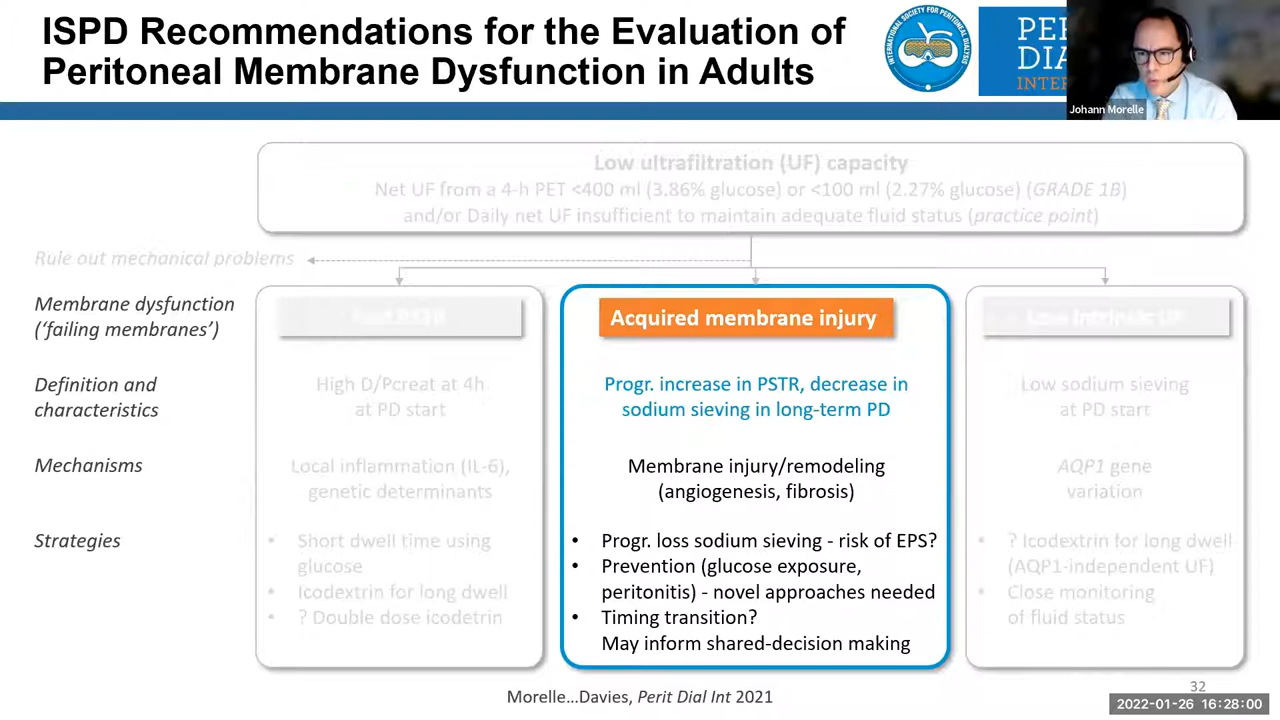 ISPD Recommendations for the Evaluation of
Peritoneal Membrane Dysfunction in Adults
INTERNATIONAL SOCIETY FOR PERITONEAL DIALYSIS
Johann Morelle
Low ultrafiltration (UF) capacity
Net UF from a 4-h PET <400 ml (3.86% glucose) or <100 ml (2.27% glucose) (GRADE 1B)
and/or Daily net UF insufficient to maintain adequate fluid status (practice point)
Rule out mechanical problems
Membrane dysfunction
('failing membranes')
Acquired membrane injury
Definition and
characteristics
High D/Pcreat at 4h
at PD start
Progr. increase in PSTR, decrease in
sodium sieving in long-term PD
Low sodium sieving
at PD start
Mechanisms
Local inflammation (IL-6),
genetic determinants
Membrane injury/remodeling
(angiogenesis, fibrosis)
AQP1 gene
variation
Strategies
• Short dwell time using
glucose
• Icodextrin for long dwell
• ? Double dose icodetrin
• Progr. loss sodium sieving - risk of EPS?
• Prevention (glucose exposure,
peritonitis) - novel approaches needed
• Timing transition?
May inform shared-decision making
• ? Icodextrin for long dwell
(AQP1-independent UF)
• Close monitoring
of fluid status
Morelle...Davies, Perit Dial Int 2021
32
2022-01-26 16:28:00